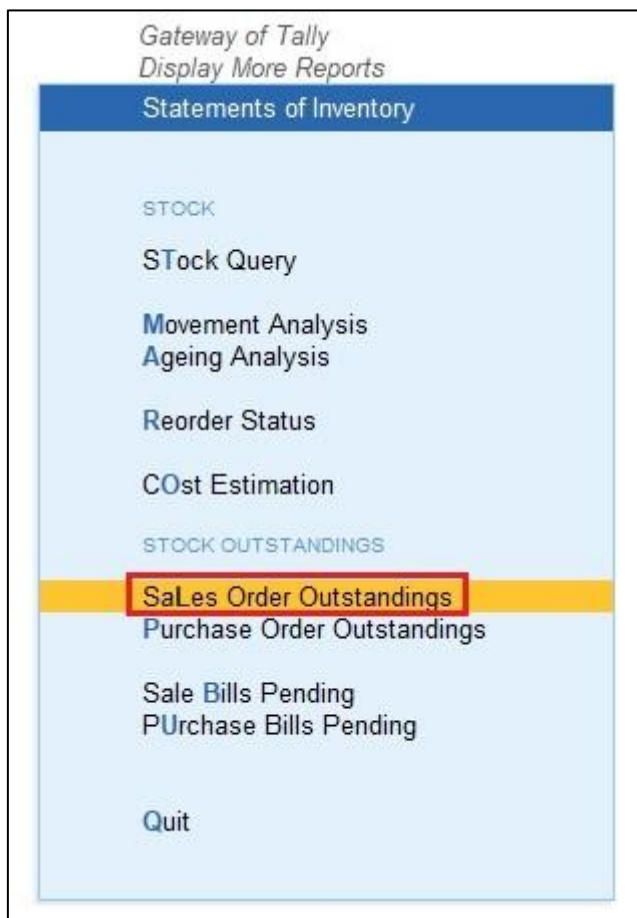 Gateway of Tally
Display More Reports
Statements of Inventory
STOCK
STock Query
Movement Analysis
Ageing Analysis
Reorder Status
COst Estimation
STOCK OUTSTANDINGS
SaLes Order Outstandings
Purchase Order Outstandings
Sale Bills Pending
PUrchase Bills Pending
Quit